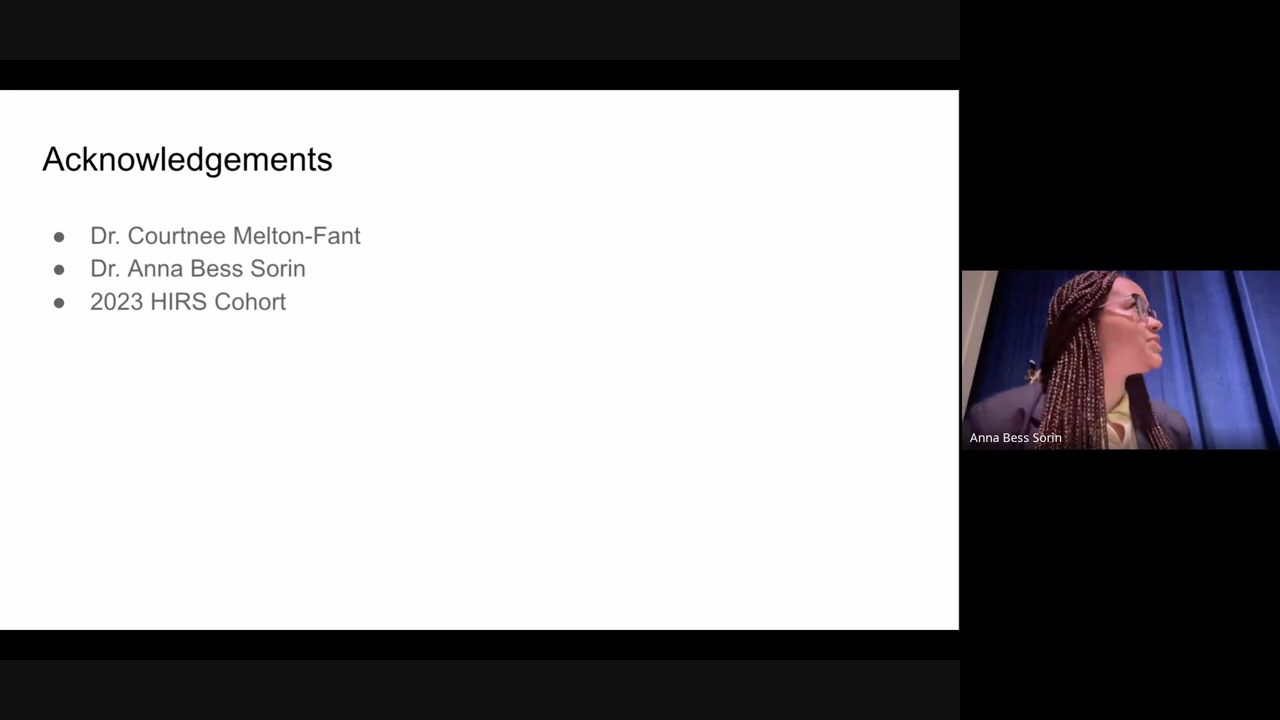 Acknowledgements
● Dr. Courtnee Melton-Fant
● Dr. Anna Bess Sorin
● 2023 HIRS Cohort
Anna Bess Sorin